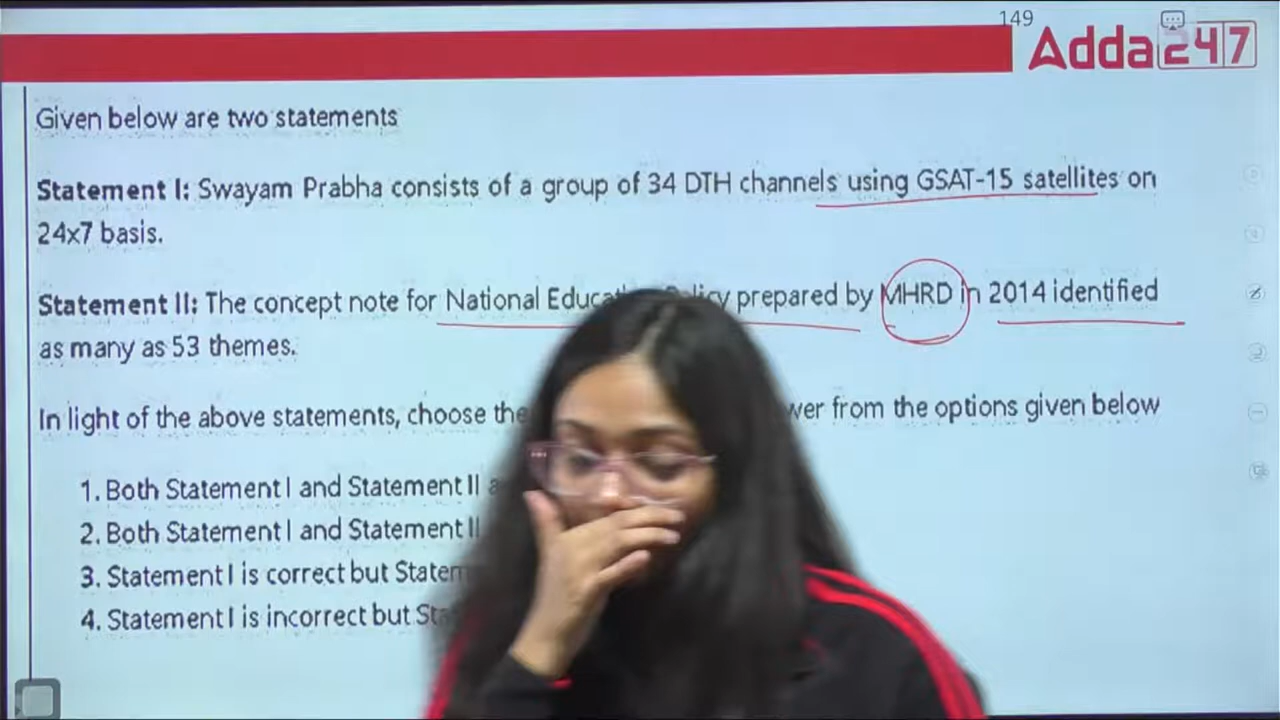 149
Adda247
Given below are two statements
Statement I: Swayam Prabha consists of a group of 34 DTH channels using GSAT-15 satellites on
24x7 basis.
Statement II: The concept note for National Educat cy prepared by MHRD in 2014 identified
as many as 53 themes.
In light of the above statements, choose the from the options given below
1. Both Statement I and Statement II
2. Both Statement I and Statement II
3. Statement I is correct but
4. Statement I is incorrect but